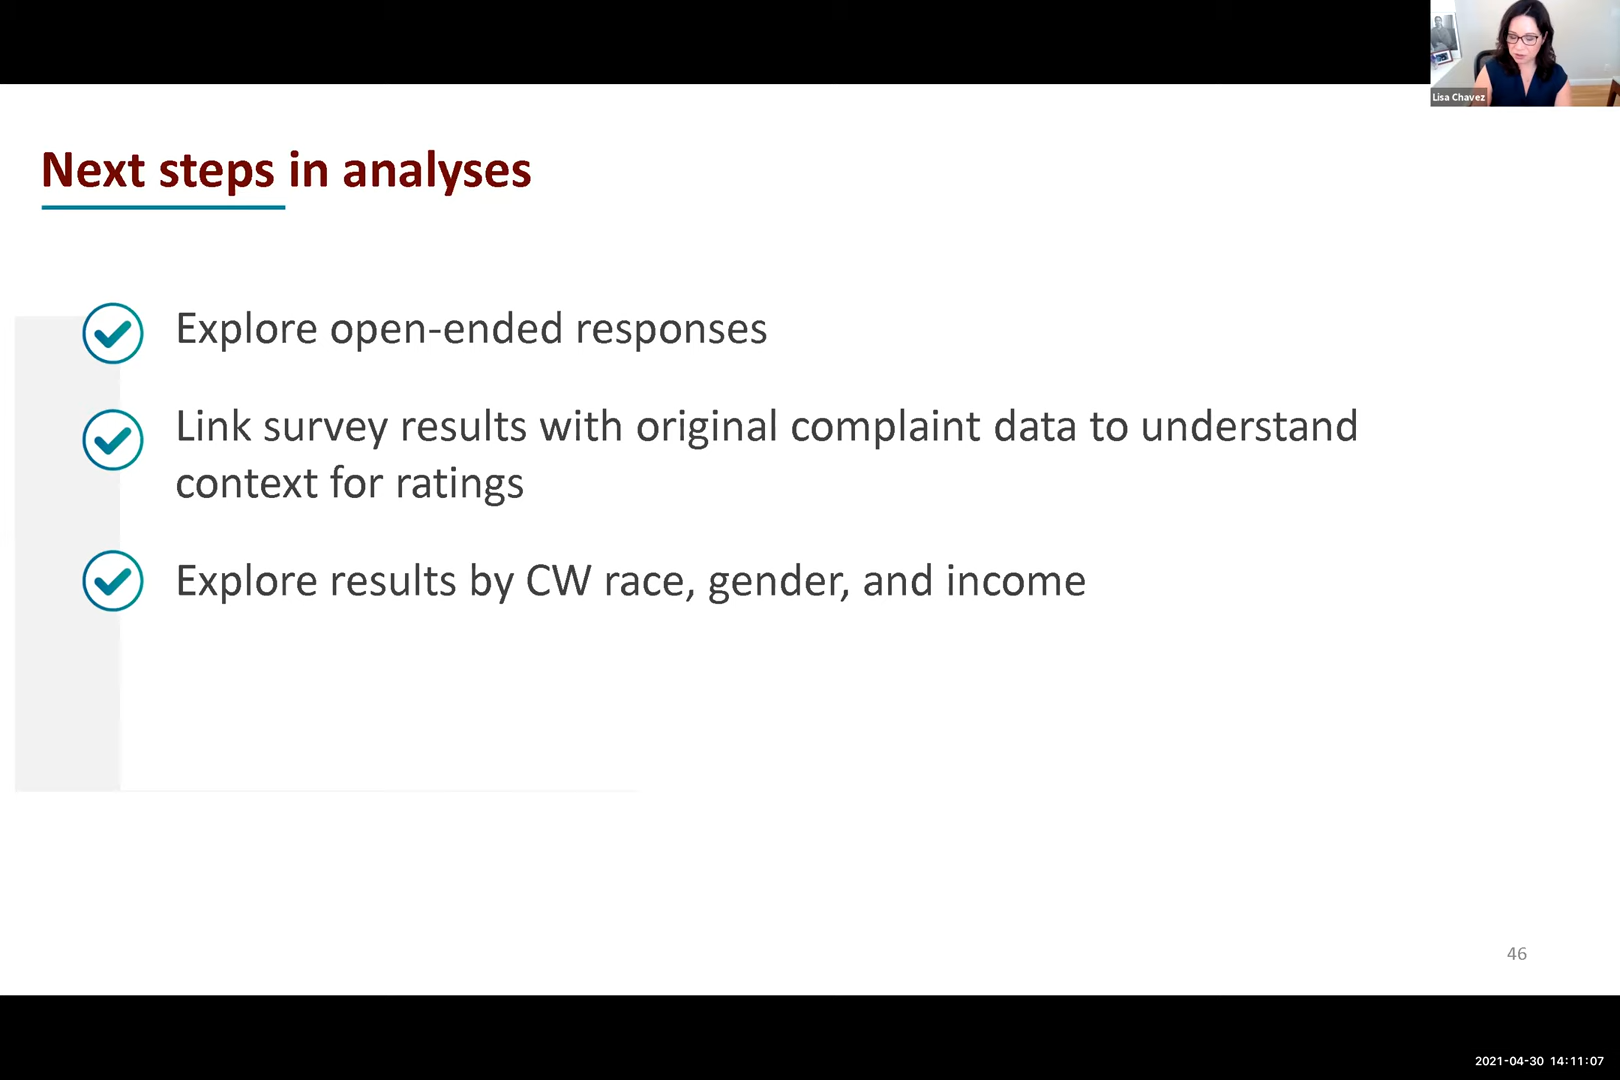 Lisa Chavez
Next steps in analyses
Explore open-ended responses
Link survey results with original complaint data to understand
context for ratings
Explore results by CW race, gender, and income
46
2021-04-30 14:11:07